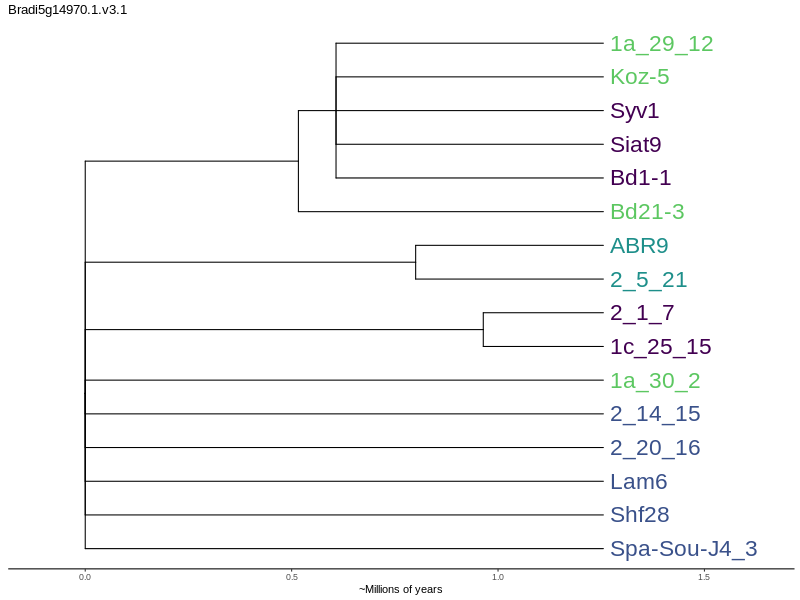 Bradi5g14970.1.v3.1
1a_29_12
Koz-5
Syv1
Siat9
Bd1-1
Bd21-3
ABR9
2_5_21
2_1_7
1c_25_15
1a_30_2
2_14_15
2_20_16
Lam6
Shf28
Spa-Sou-J4_3
0.0 0.5 1.0 1.5
~Millions of years